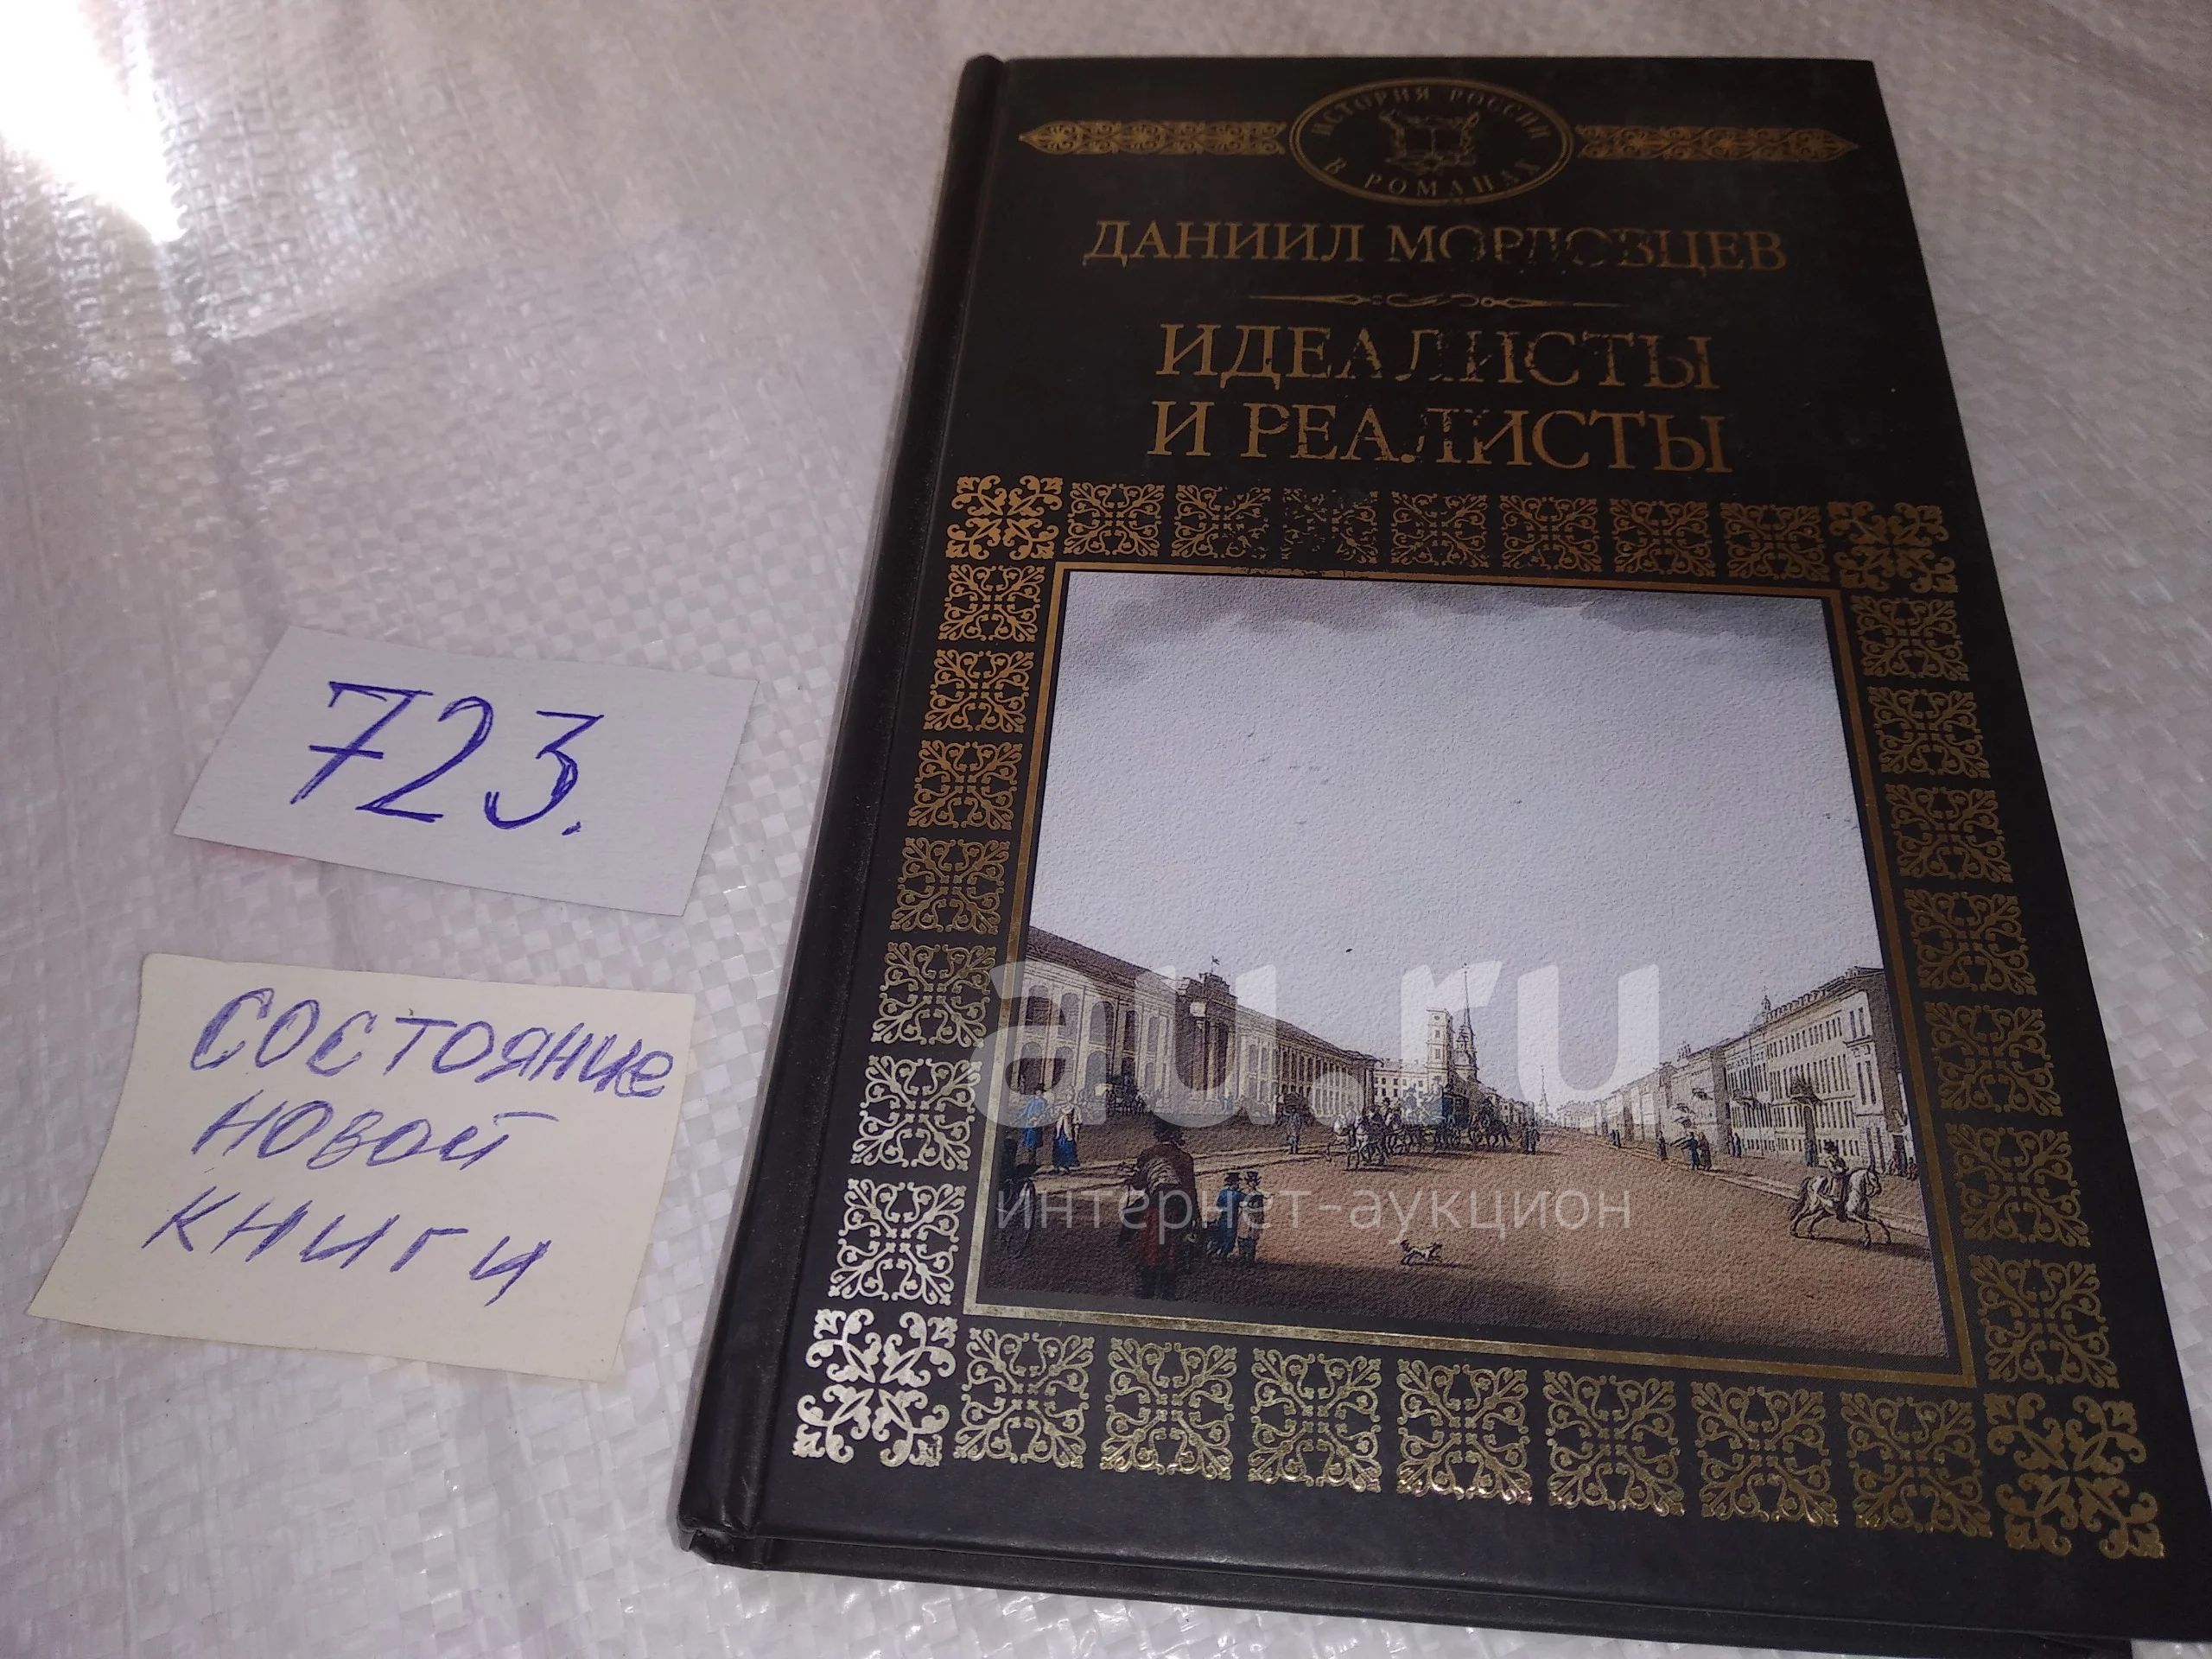 ИСТОРИЯ РОССИИ
В РОМАНАХ
ДАНИИЛ МОРДОВЦЕВ
ИДЕАЛИСТЫ
И РЕАЛИСТЫ
723.
СОСТОЯНИЕ
НОВОЙ
КНИГИ
au.ru
интернет-аукцион